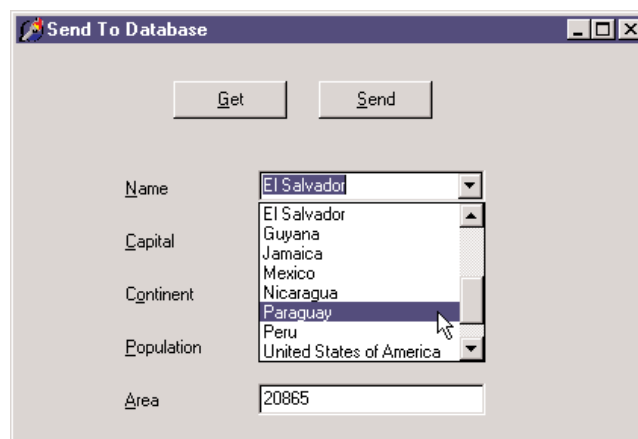 Send To Database
Get Send
Name El Salvador
El Salvador
Guyana
Capital
Jamaica
Mexico
Continent Nicaragua
Paraguay
Peru
Population United States of America
Area 20865